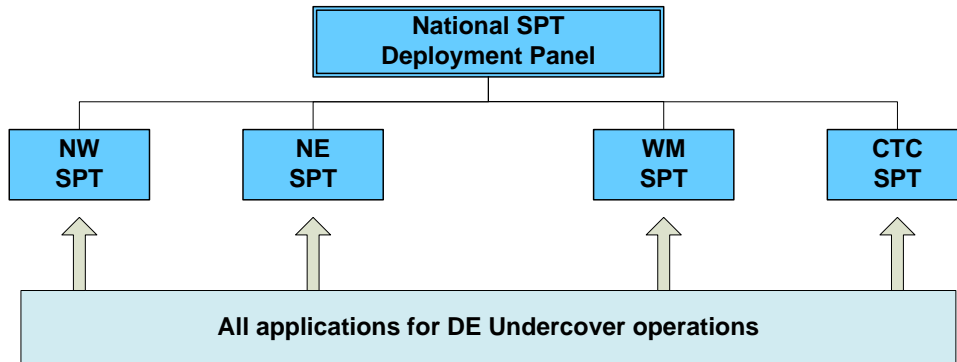 National SPT
Deployment Panel
NW
SPT
NE
SPT
WM
SPT
CTC
SPT
All applications for DE Undercover operations